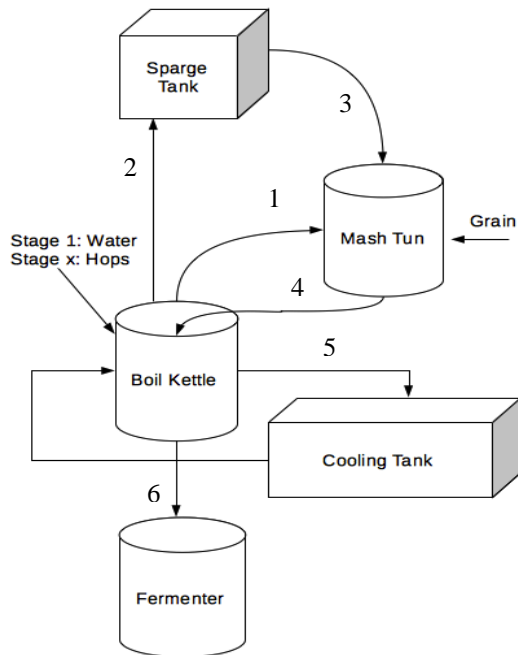 Sparge
Tank
3
2
1
Mash Tun
Grain
Stage 1: Water
Stage x: Hops
4
5
Boil Kettle
Cooling Tank
6
Fermenter